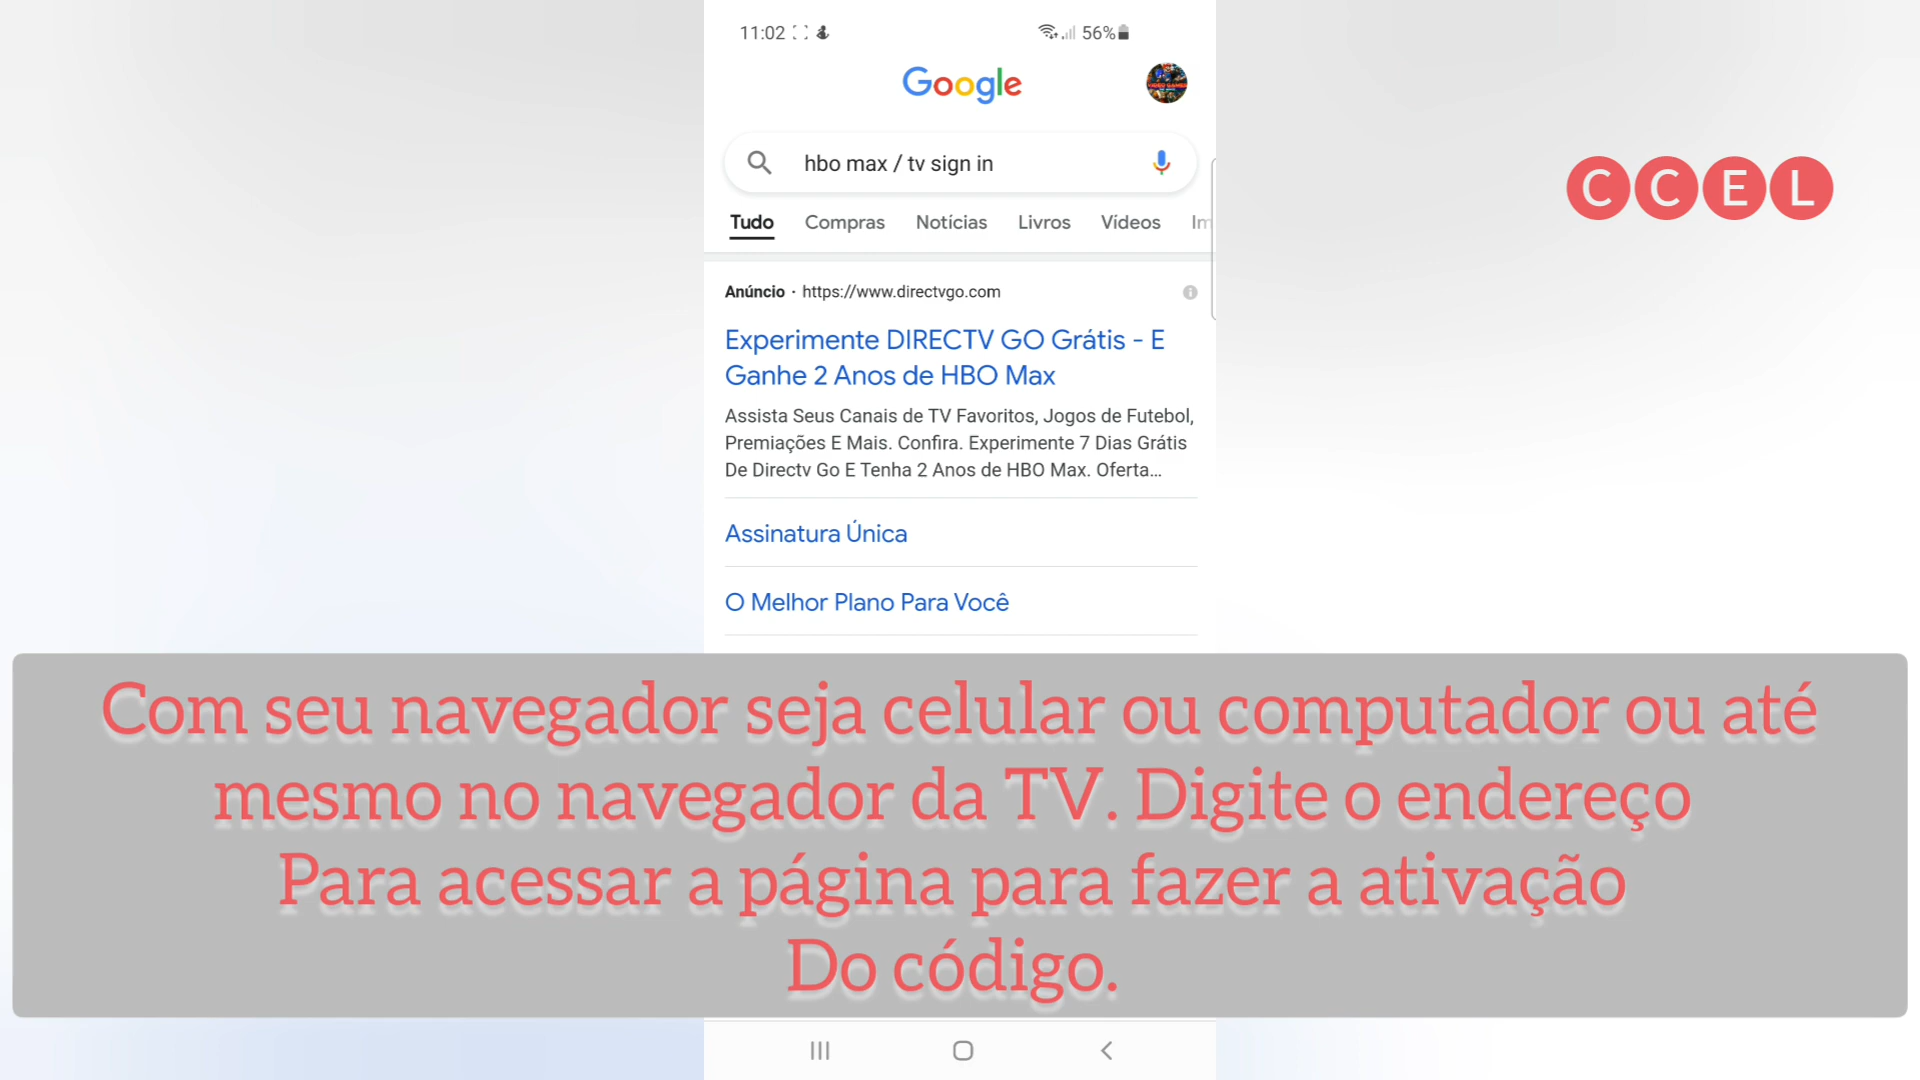 11:02
56%
Google
hbo max / tv sign in
Tudo Compras Notícias Livros Vídeos Im
CCEL
Anúncio · https://www.directvgo.com
Experimente DIRECTV GO Grátis - E
Ganhe 2 Anos de HBO Max
Assista Seus Canais de TV Favoritos, Jogos de Futebol,
Premiações E Mais. Confira. Experimente 7 Dias Grátis
De Directv Go E Tenha 2 Anos de HBO Max. Oferta...
Assinatura Única
O Melhor Plano Para Você
Com seu navegador seja celular ou computador ou até
mesmo no navegador da TV. Digite o endereço
Para acessar a página para fazer a ativação
Do código.